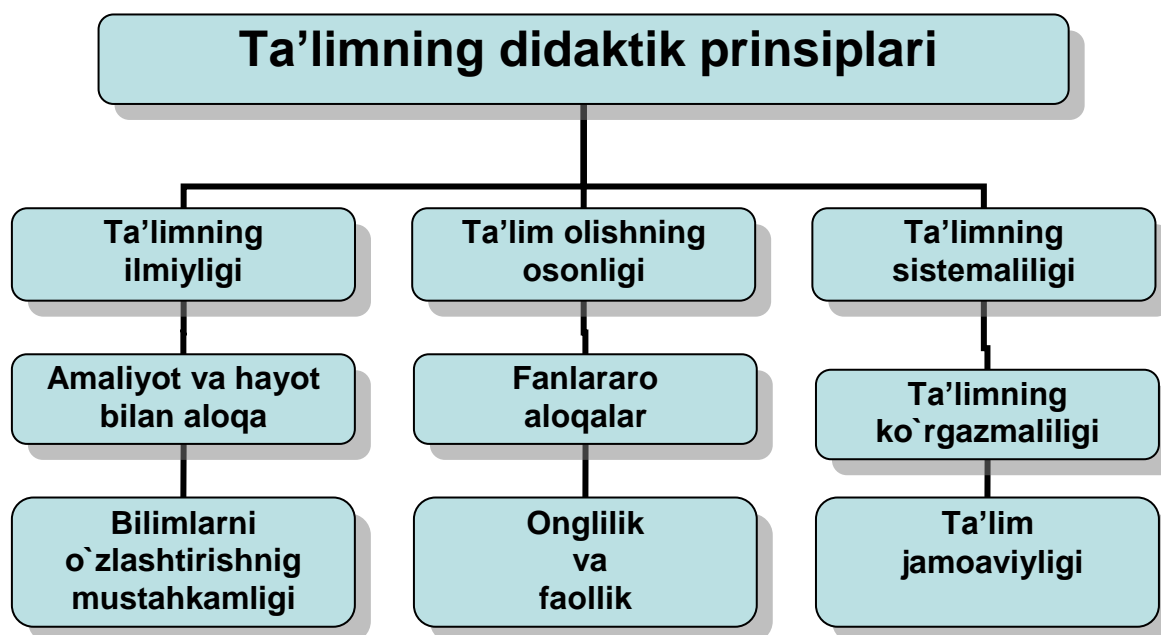 Ta’limning didaktik prinsiplari
Ta’limning
ilmiyligi
Ta’lim olishning
osonligi
Ta’limning
sistemaliligi
Amaliyot va hayot
bilan aloqa
Fanlararo
aloqalar
Ta’limning
ko`rgazmaliligi
Bilimlarni
o`zlashtirishnig
mustahkamligi
Onglilik
va
faollik
Ta’lim
jamoaviyligi